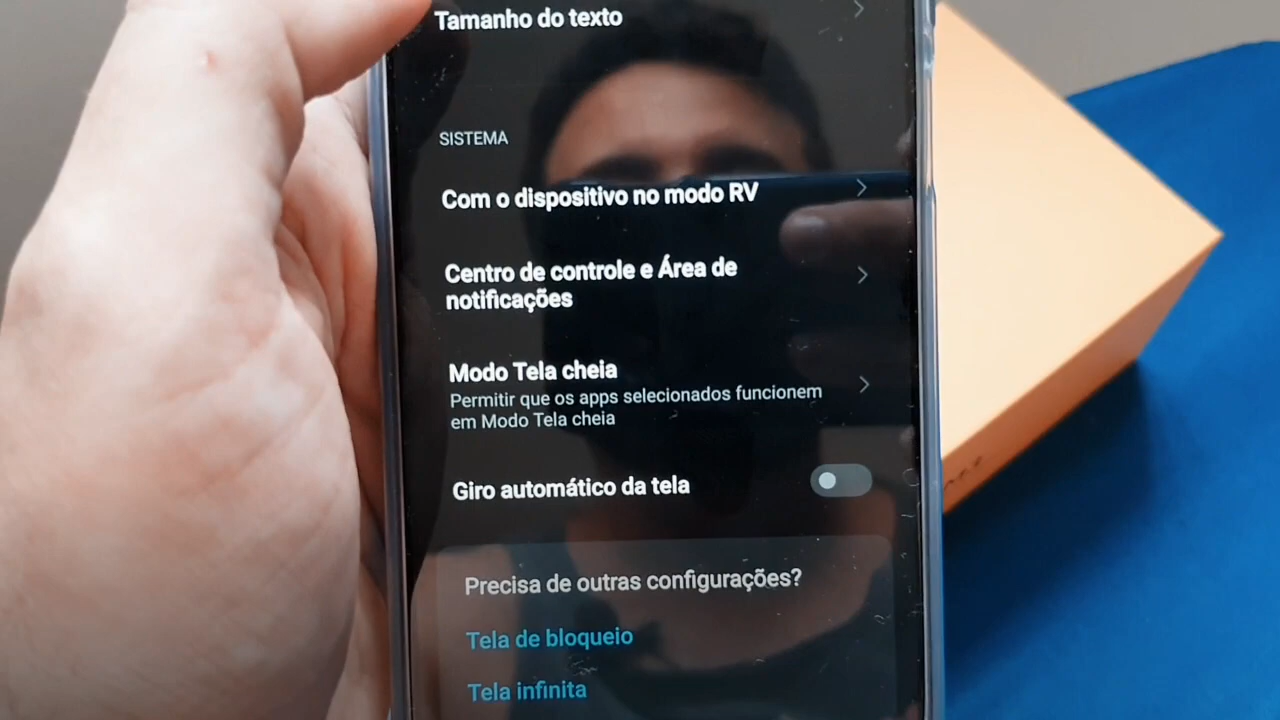 Tamanho do texto
SISTEMA
Com o dispositivo no modo RV
Centro de controle e Área de
notificações
Modo Tela cheia
Permitir que os apps selecionados funcionem
em Modo Tela cheia
Giro automático da tela
Precisa de outras configurações?
Tela de bloqueio
Tela infinita